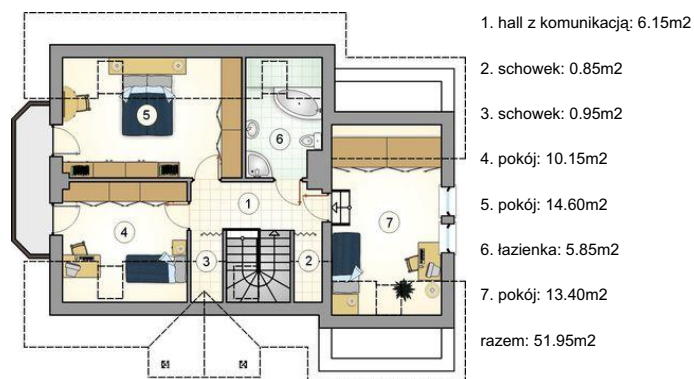 1. hall z komunikacją: 6.15m2
2. schowek: 0.85m2
3. schowek: 0.95m2
4. pokój: 10.15m2
5. pokój: 14.60m2
6. łazienka: 5.85m2
7. pokój: 13.40m2
razem: 51.95m2
5
6
1
4
7
3
2